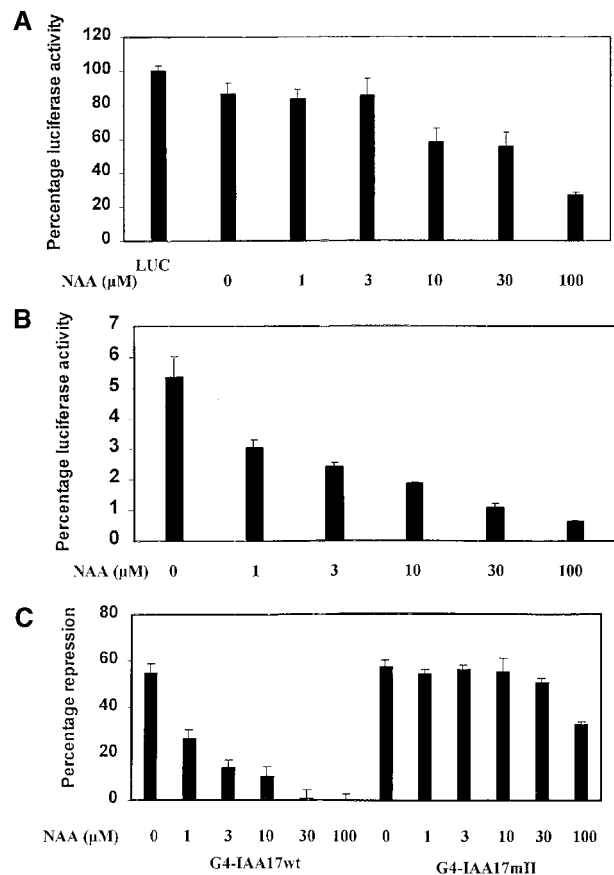 A
Percentage luciferase activity
120
100
80
60
40
20
0
LUC
NAA (µM) 0 1 3 10 30 100
B
Percentage luciferase activity
7
6
5
4
3
2
1
0
NAA (µM) 0 1 3 10 30 100
C
Percentage repression
80
60
40
20
0
NAA (µM) 0 1 3 10 30 100 0 1 3 10 30 100
G4-IAA17wt G4-IAA17mII